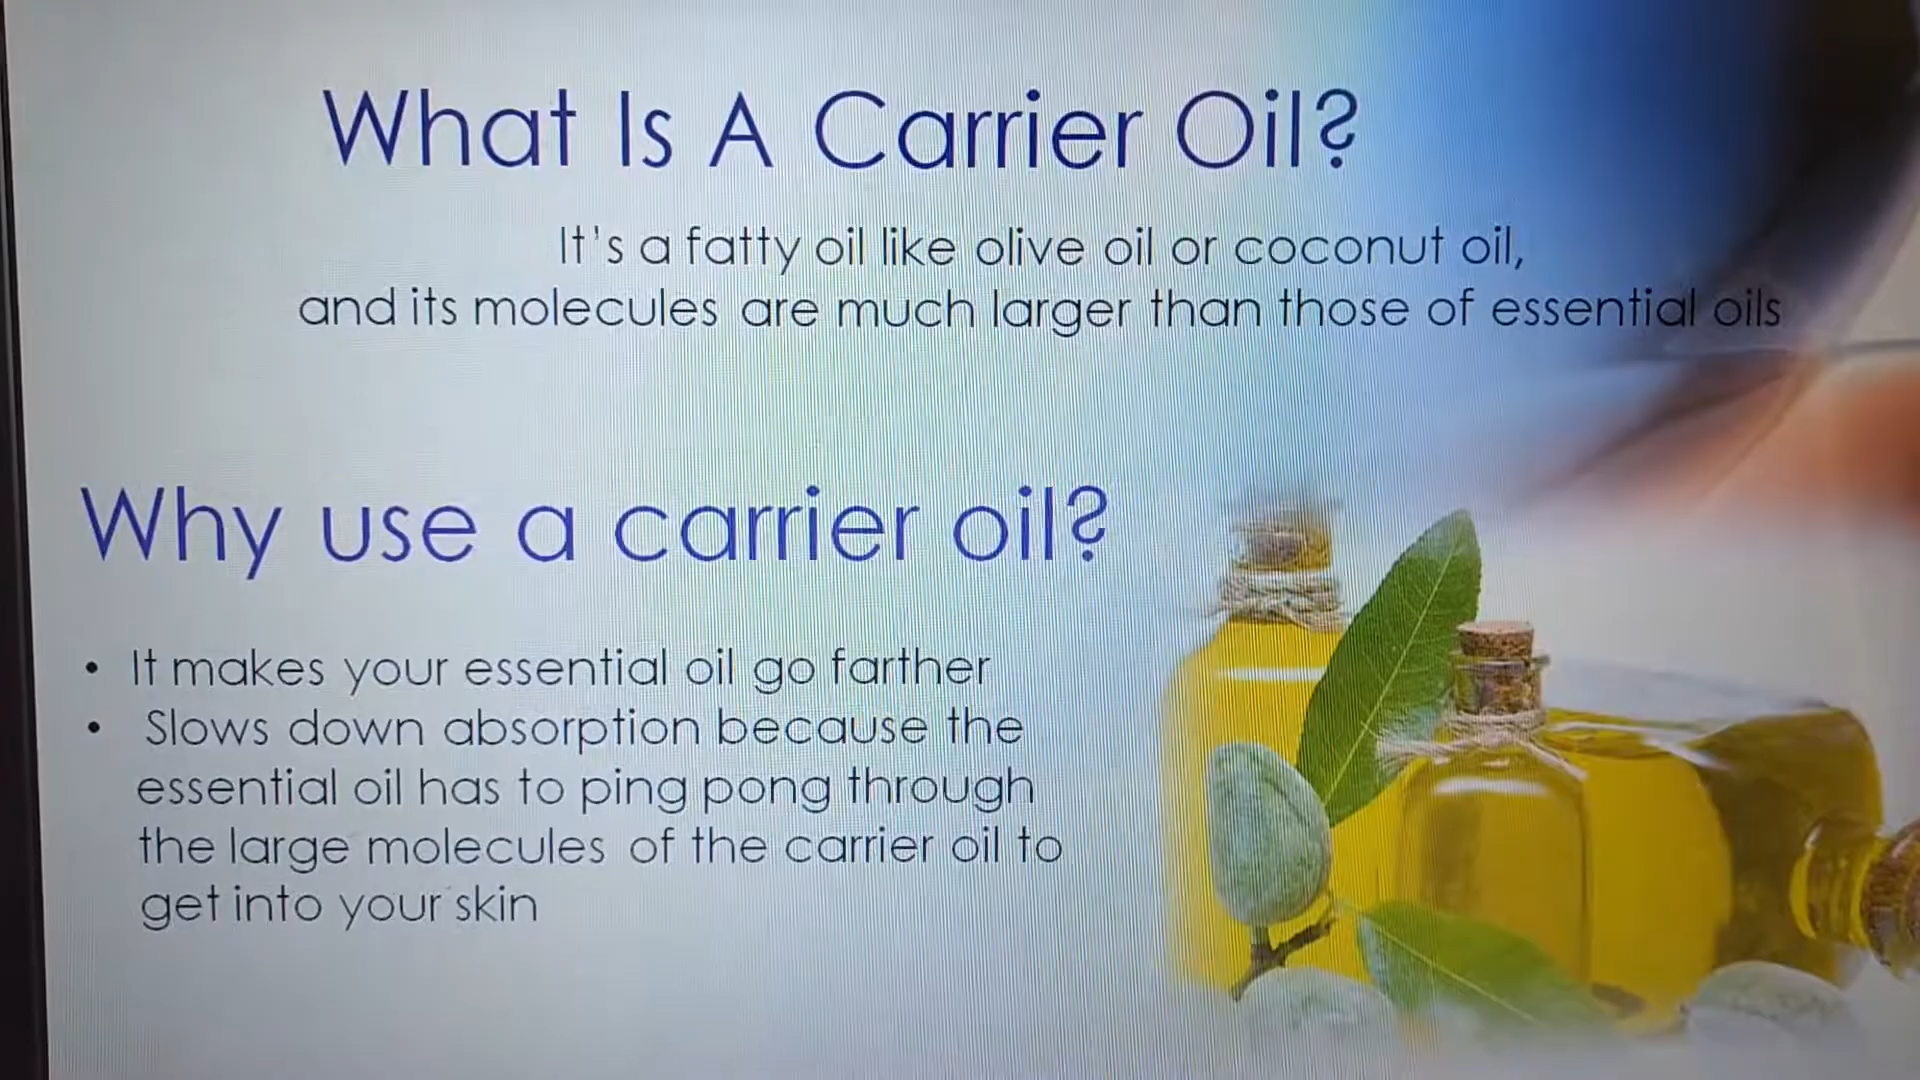 What Is A Carrier Oil?
It's a fatty oil like olive oil or coconut oil,
and its molecules are much larger than those of essential oils
Why use a carrier oil?
• It makes your essential oil go farther
• Slows down absorption because the
essential oil has to ping pong through
the large molecules of the carrier oil to
get into your skin